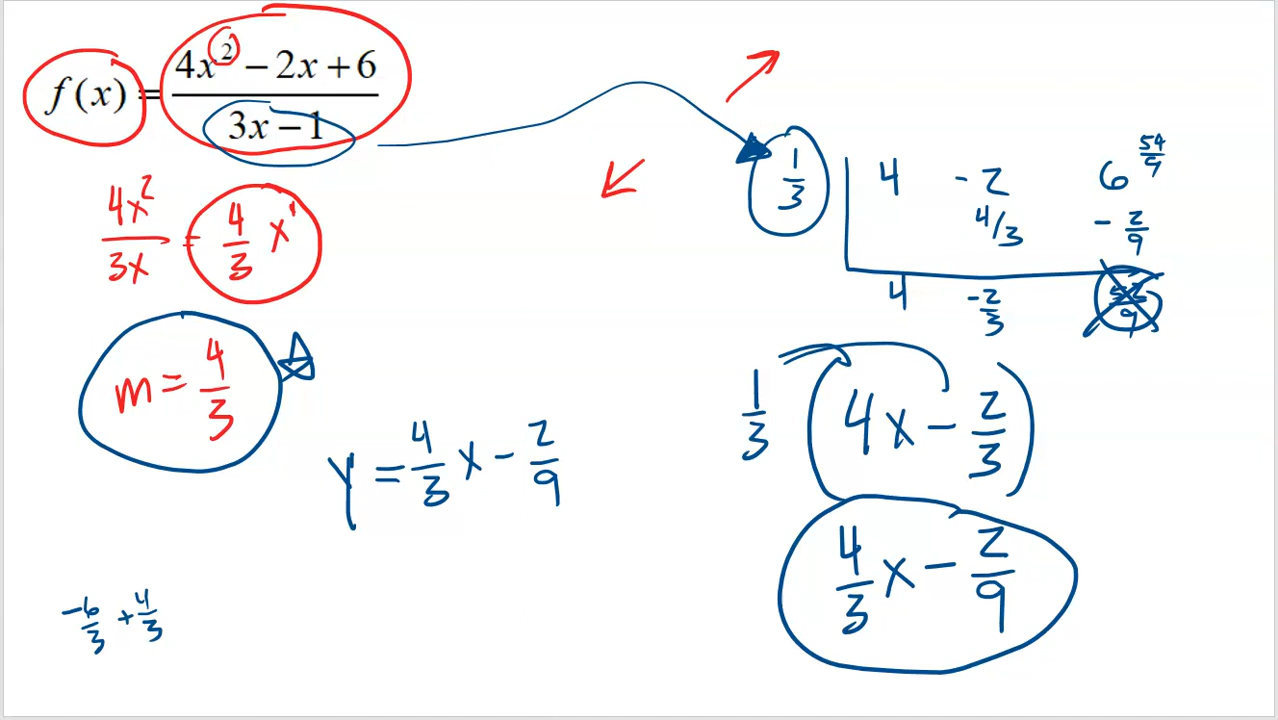 f(x) = (4x² − 2x + 6)/(3x − 1)
4x²/3x = 4/3 x¹
m = 4/3
y = 4/3 x − 2/9
−6/3 + 4/3
1/3 | 4 −2 6 54/9
4/3 −2/9
4 −2/3 52/9
1/3 (4x − 2/3)
4/3 x − 2/9